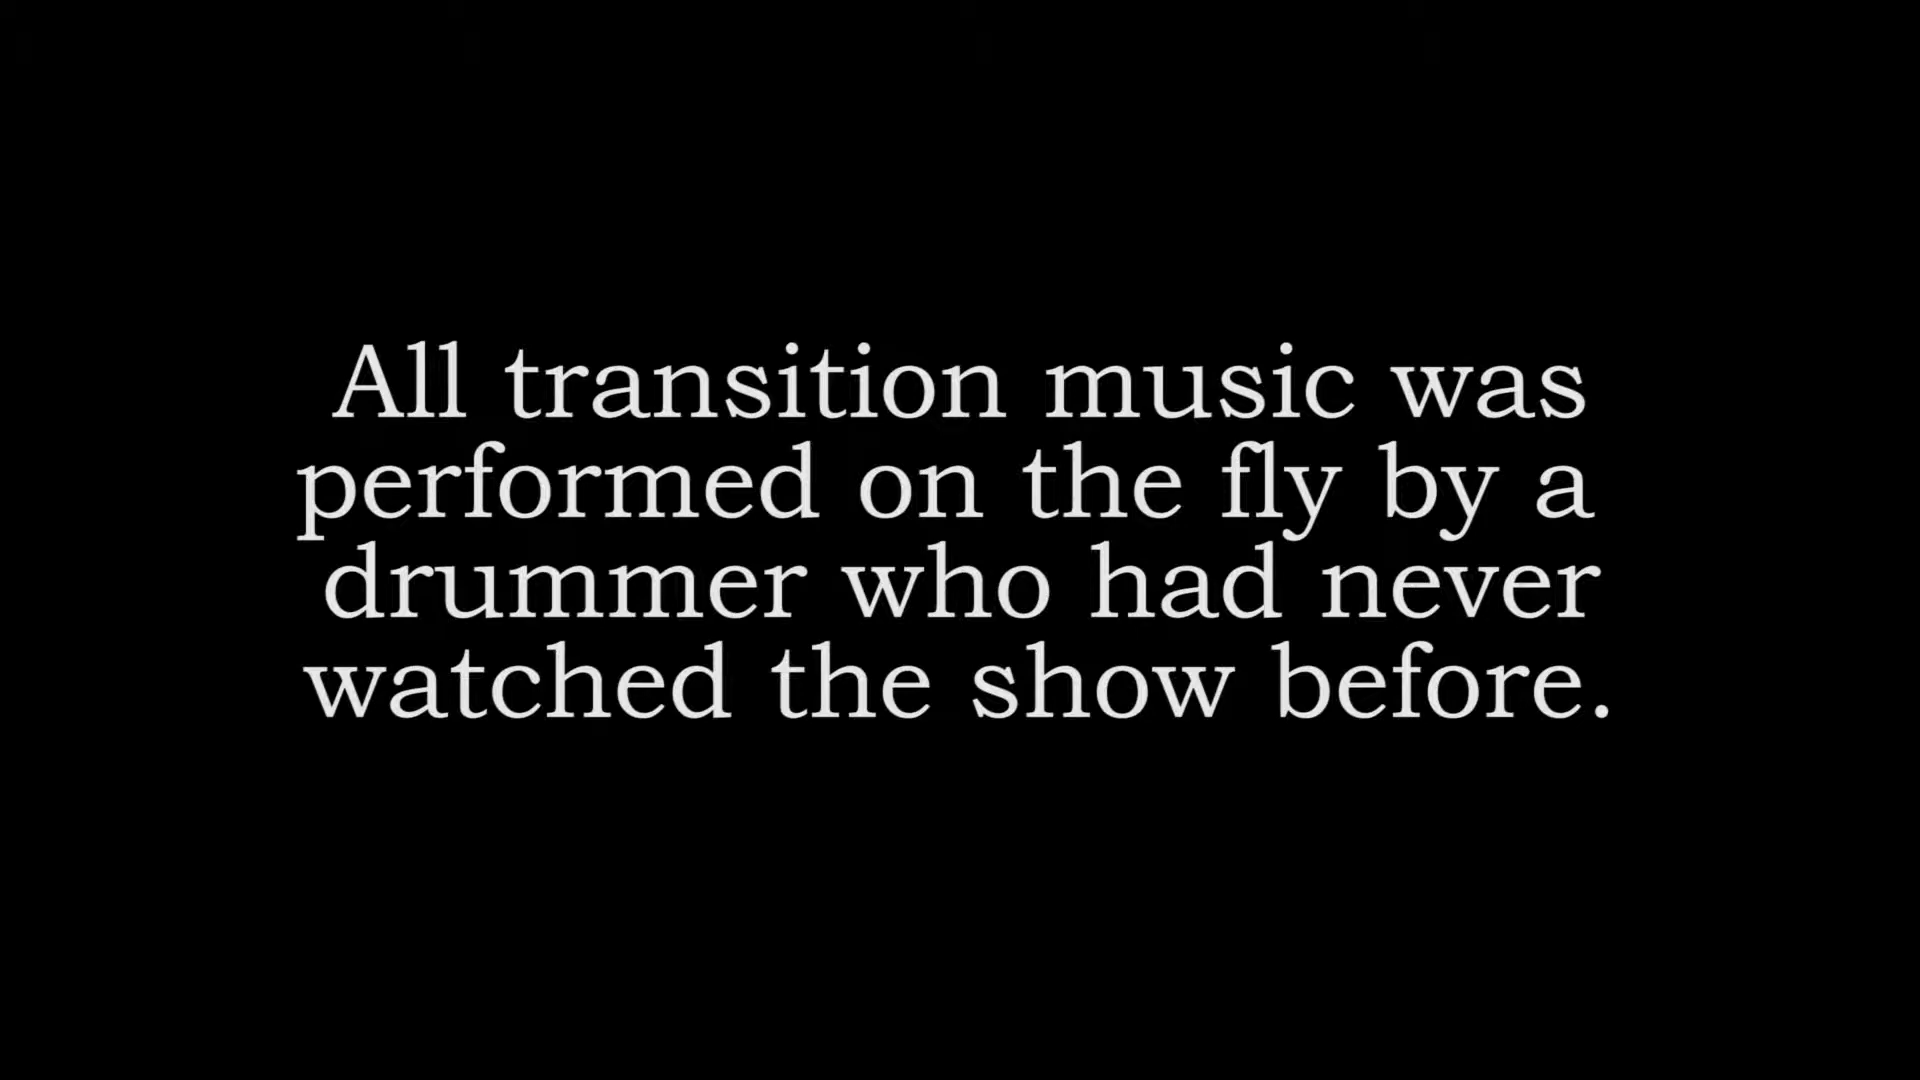 All transition music was
performed on the fly by a
drummer who had never
watched the show before.